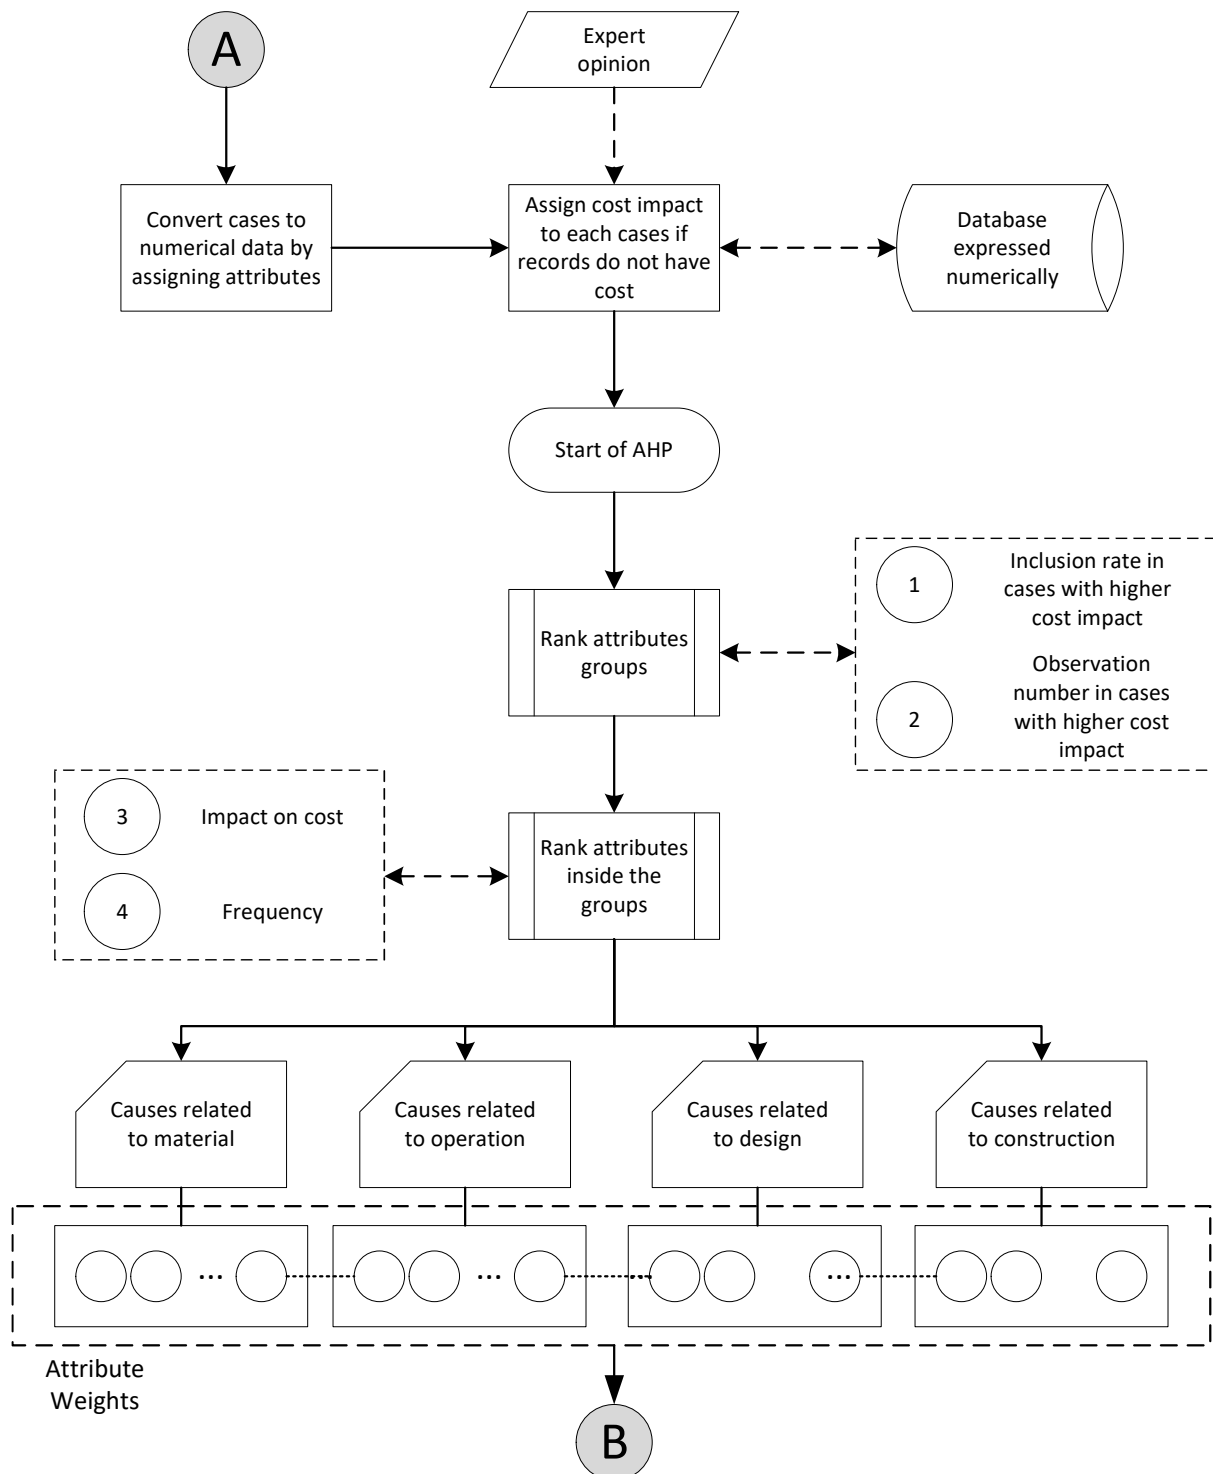 A
Expert
opinion
Convert cases to
numerical data by
assigning attributes
Assign cost impact
to each cases if
records do not have
cost
Database
expressed
numerically
Start of AHP
Rank attributes
groups
1
Inclusion rate in
cases with higher
cost impact
2
Observation
number in cases
with higher cost
impact
3
Impact on cost
4
Frequency
Rank attributes
inside the
groups
Causes related
to material
Causes related
to operation
Causes related
to design
Causes related
to construction
...
...
...
...
Attribute
Weights
B